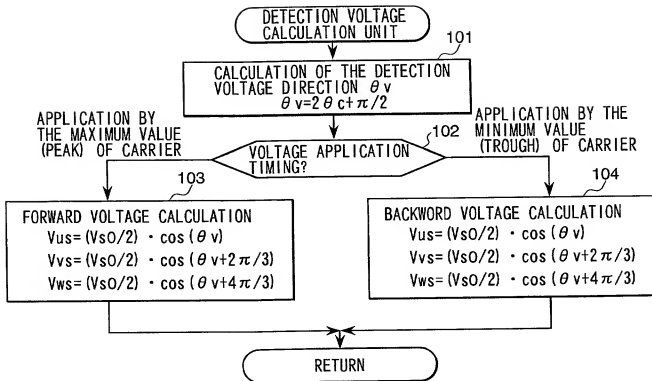 DETECTION VOLTAGE
CALCULATION UNIT
101
CALCULATION OF THE DETECTION
VOLTAGE DIRECTION θv
θv=2θc+π/2
APPLICATION BY
THE MAXIMUM VALUE
(PEAK) OF CARRIER
102
VOLTAGE APPLICATION
TIMING?
APPLICATION BY THE
MINIMUM VALUE
(TROUGH) OF CARRIER
103
FORWARD VOLTAGE CALCULATION
Vus=(Vs0/2)・cos(θv)
Vvs=(Vs0/2)・cos(θv+2π/3)
Vws=(Vs0/2)・cos(θv+4π/3)
104
BACKWORD VOLTAGE CALCULATION
Vus=(Vs0/2)・cos(θv)
Vvs=(Vs0/2)・cos(θv+2π/3)
Vws=(Vs0/2)・cos(θv+4π/3)
RETURN